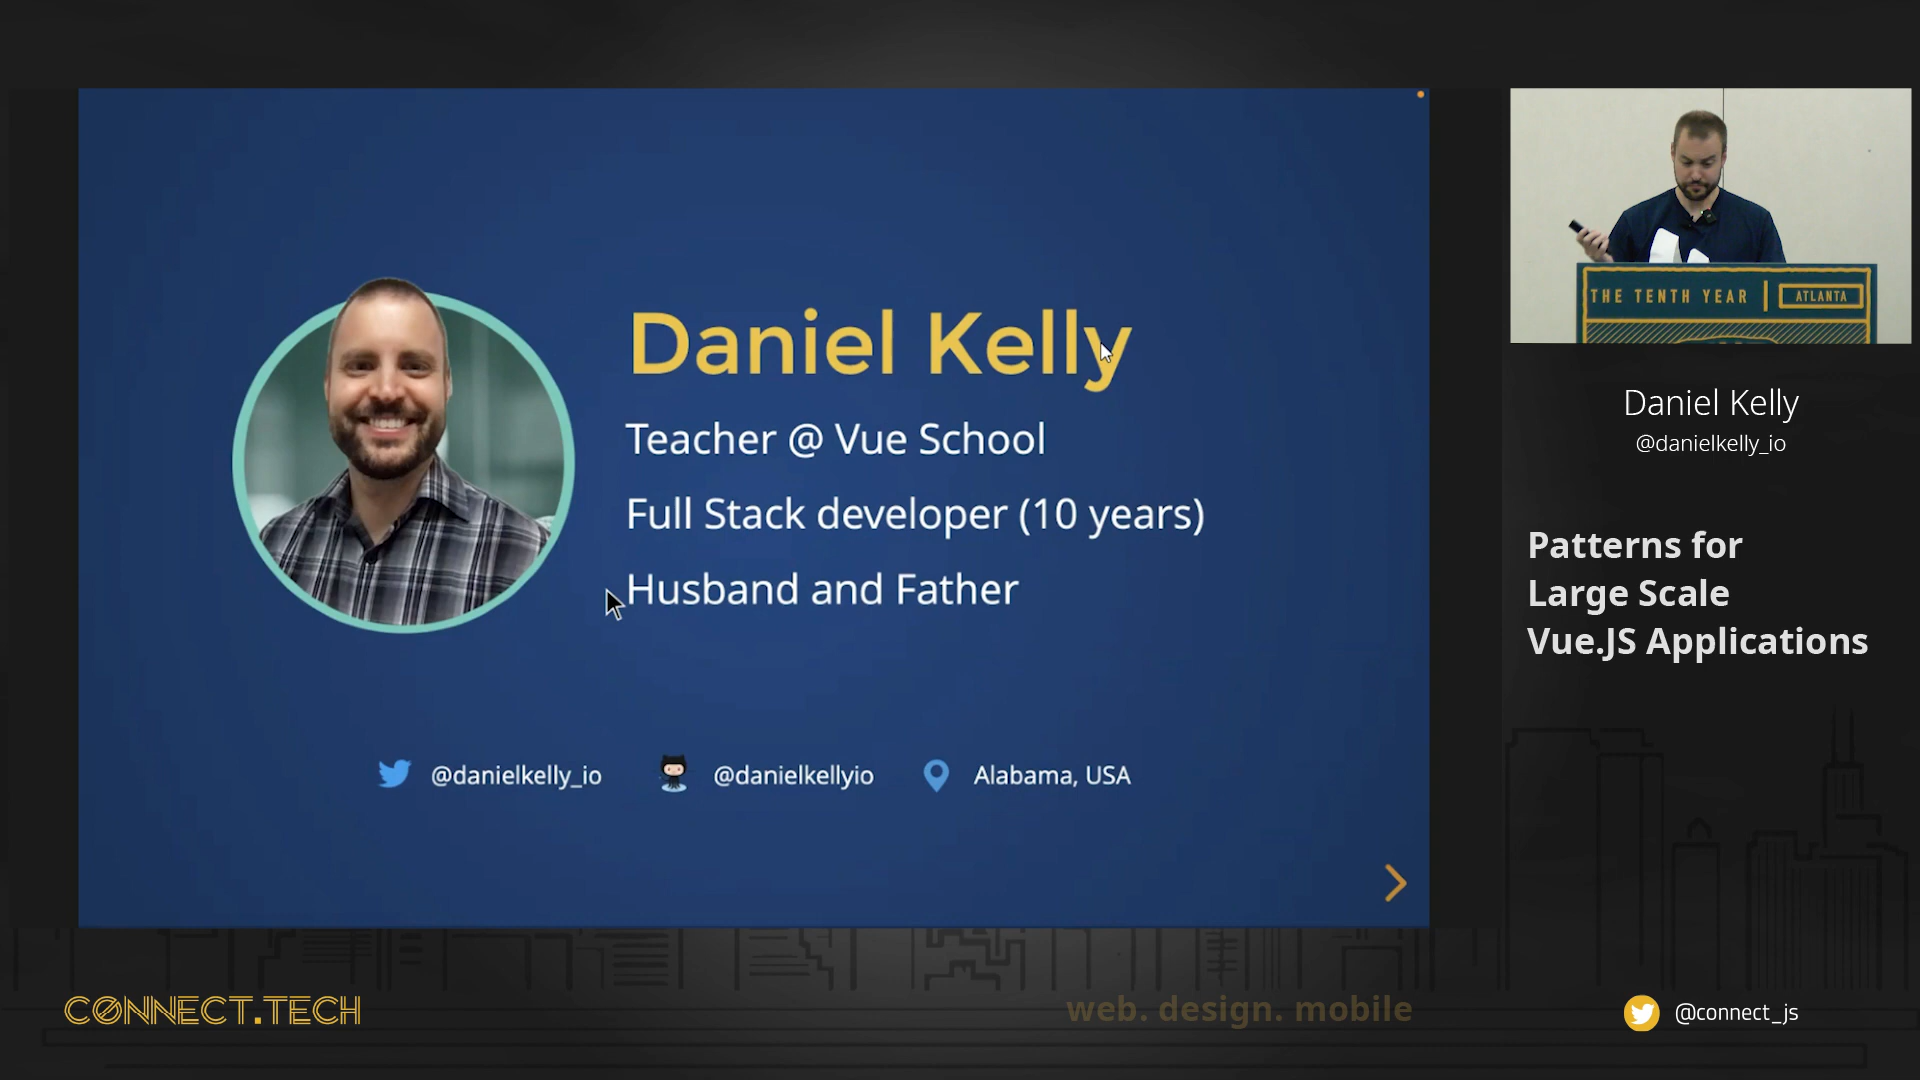 Daniel Kelly
Teacher @ Vue School
Full Stack developer (10 years)
Husband and Father
@danielkelly_io
@danielkellyio
Alabama, USA
THE TENTH YEAR
ATLANTA
Daniel Kelly
@danielkelly_io
Patterns for
Large Scale
Vue.JS Applications
CONNECT.TECH
web. design. mobile
@connect_js